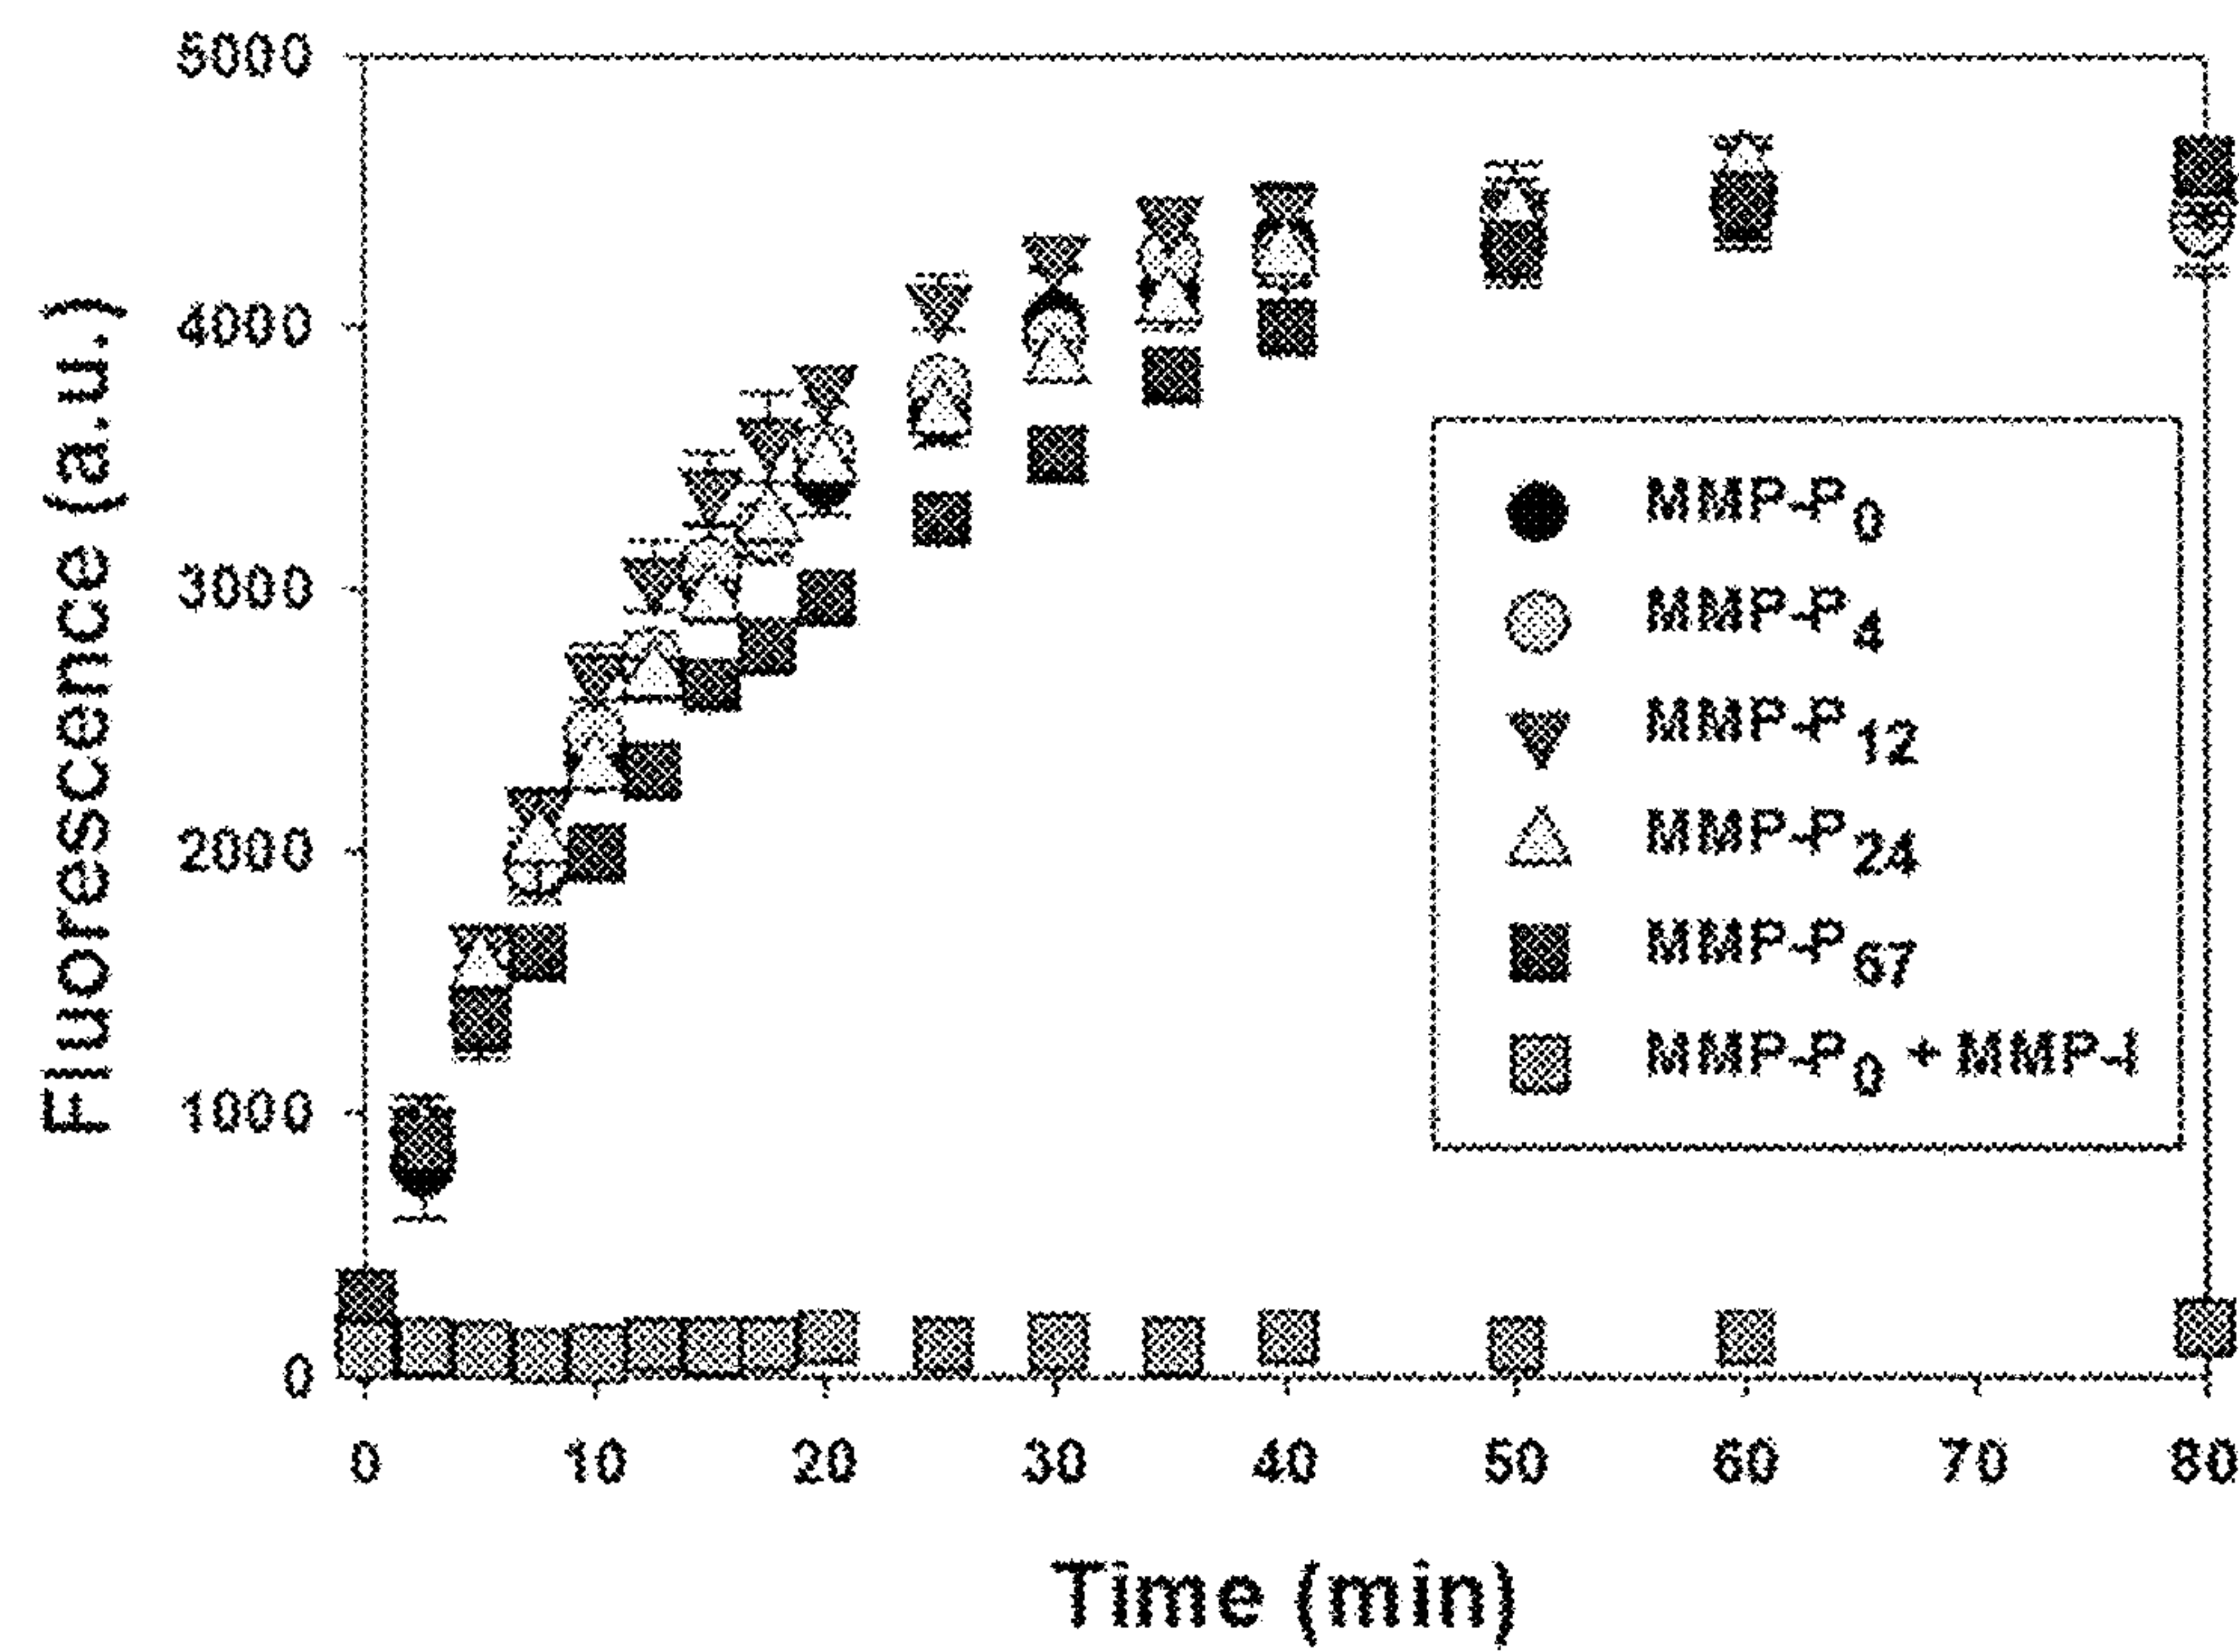 Fluorescence (a.u.)
5000
4000
3000
2000
1000
0
MMP-P0
MMP-P4
MMP-P12
MMP-P24
MMP-P67
MMP-P0 + MMP-I
0 10 20 30 40 50 60 70 80
Time (min)